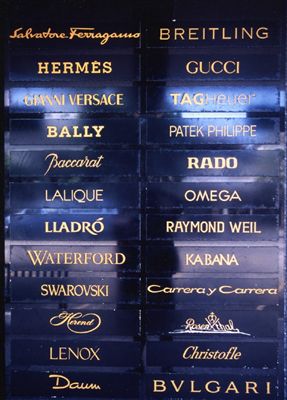 Salvatore Ferragamo
BREITLING
HERMÈS
GUCCI
GIANNI VERSACE
TAGHeuer
BALLY
PATEK PHILIPPE
Baccarat
RADO
LALIQUE
OMEGA
LLADRÓ
RAYMOND WEIL
WATERFORD
KABANA
SWAROVSKI
Carrera y Carrera
Herend
Rosenthal
LENOX
Christofle
Daum
BVLGARI